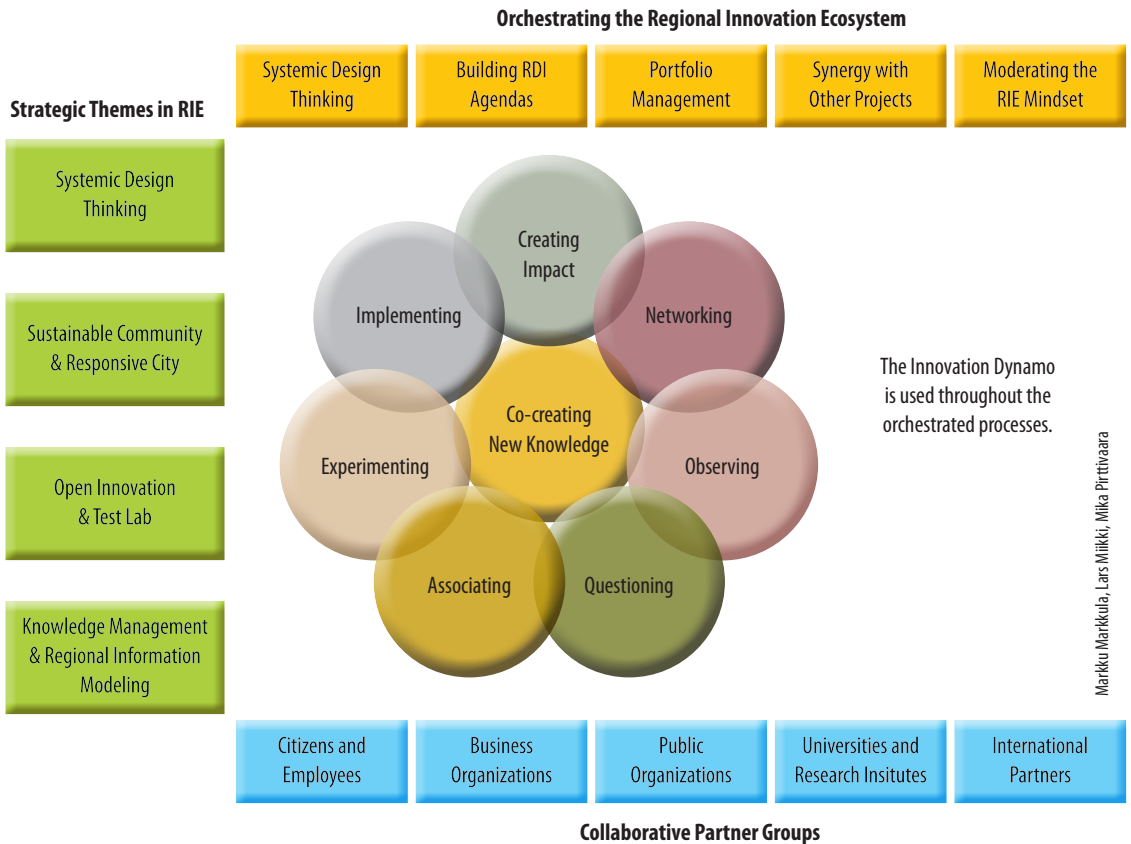 Orchestrating the Regional Innovation Ecosystem
Systemic Design
Thinking
Building RDI
Agendas
Portfolio
Management
Synergy with
Other Projects
Moderating the
RIE Mindset
Strategic Themes in RIE
Systemic Design
Thinking
Sustainable Community
& Responsive City
Open Innovation
& Test Lab
Knowledge Management
& Regional Information
Modeling
Creating
Impact
Implementing
Networking
Co-creating
New Knowledge
Experimenting
Observing
Associating
Questioning
The Innovation Dynamo
is used throughout the
orchestrated processes.
Markku Markkula, Lars Miikki, Mika Pirttivaara
Citizens and
Employees
Business
Organizations
Public
Organizations
Universities and
Research Insitutes
International
Partners
Collaborative Partner Groups